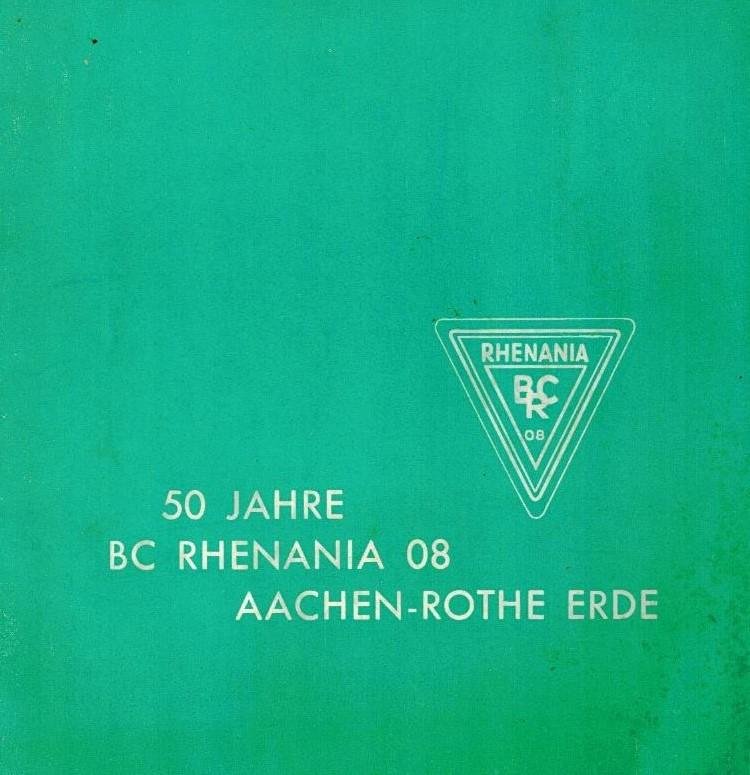 RHENANIA
BCR
08
50 JAHRE
BC RHENANIA 08
AACHEN-ROTHE ERDE